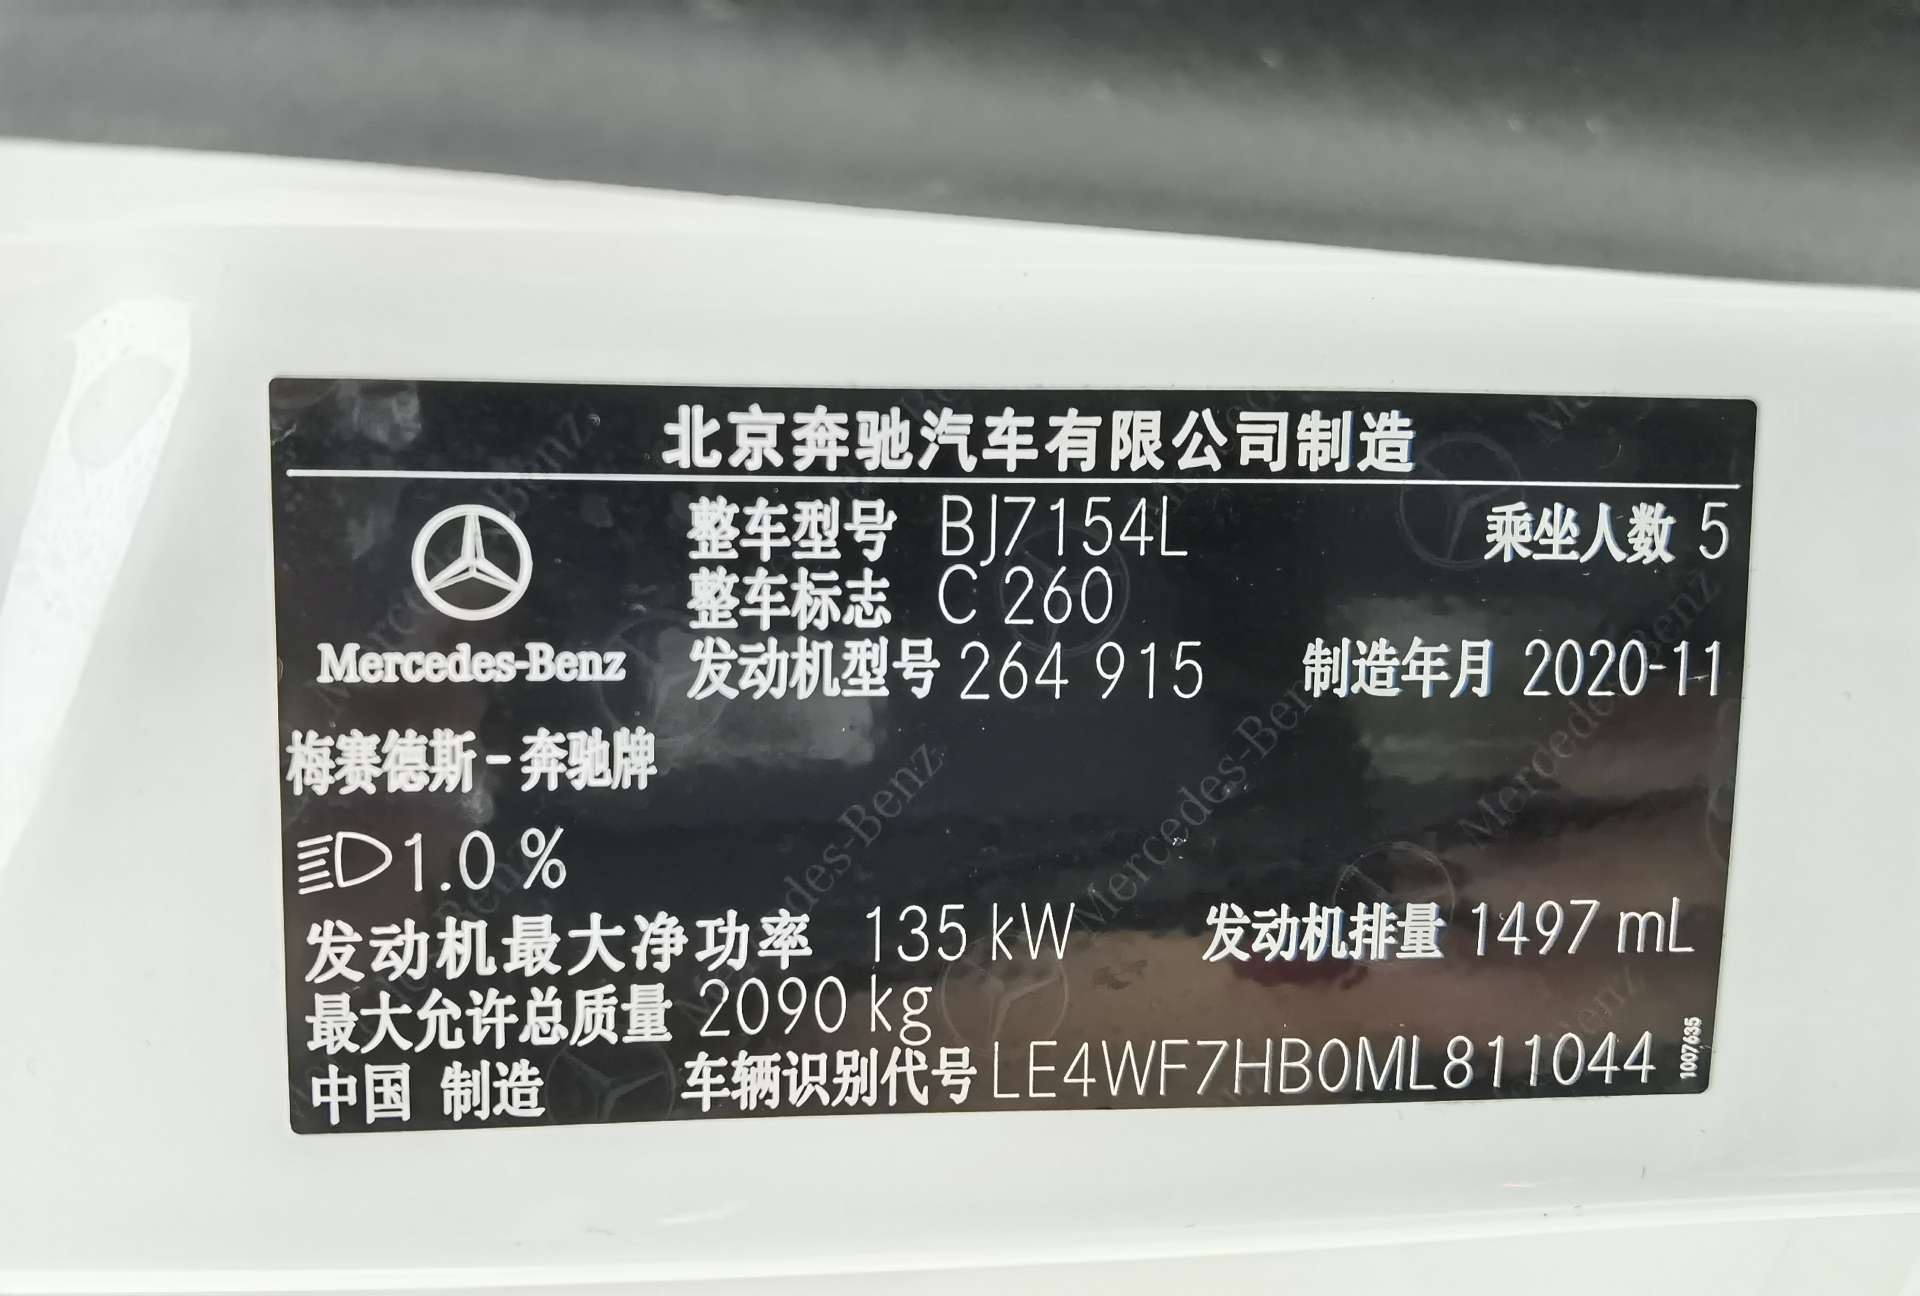 北京奔驰汽车有限公司制造
整车型号 BJ7154L 乘坐人数 5
整车标志 C 260
Mercedes-Benz
发动机型号 264 915 制造年月 2020-11
梅赛德斯-奔驰牌
1.0 %
发动机最大净功率 135 kW 发动机排量 1497 mL
最大允许总质量 2090 kg
中国 制造 车辆识别代号 LE4WF7HB0ML811044
1007635